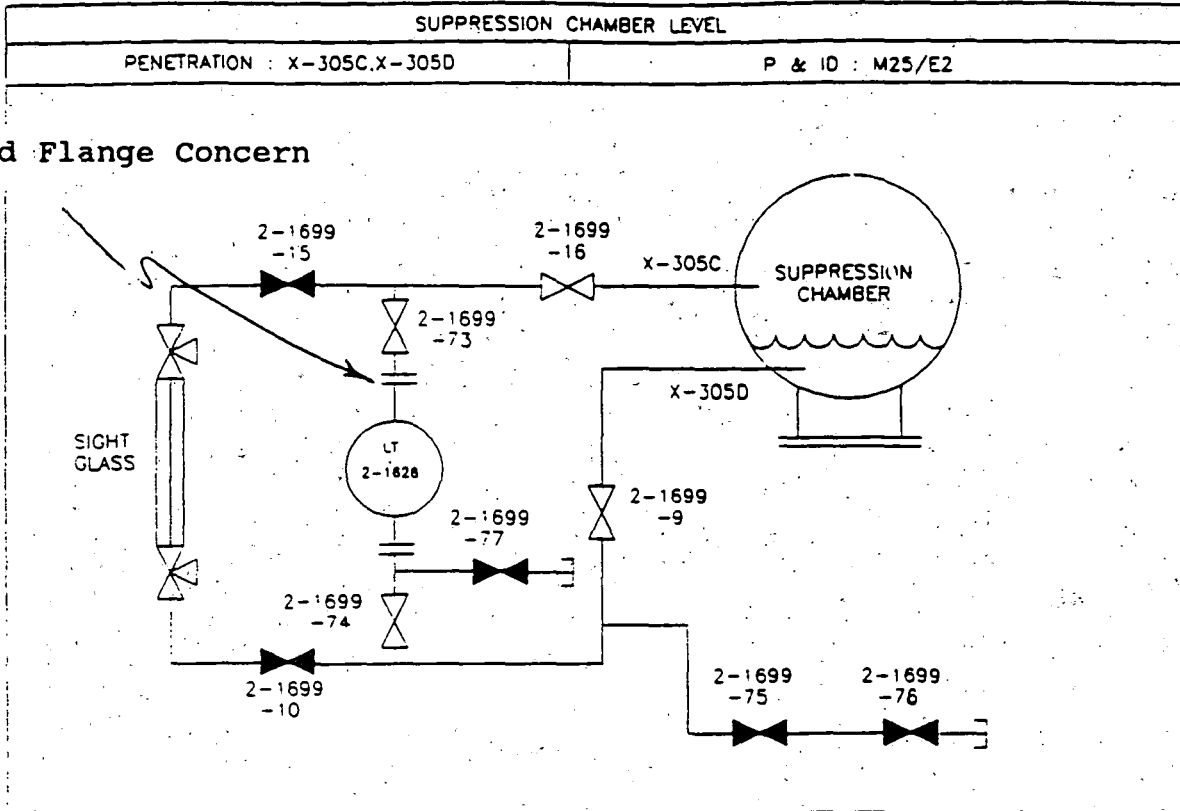 SUPPRESSION CHAMBER LEVEL
PENETRATION : X-305C,X-305D
P & ID : M25/E2
d Flange Concern
2-1699
-15
2-1699
-16
X-305C
SUPPRESSION
CHAMBER
2-1699
-73
X-305D
SIGHT
GLASS
LT
2-1626
2-1699
-77
2-1699
-9
2-1699
-74
2-1699
-10
2-1699
-75
2-1699
-76